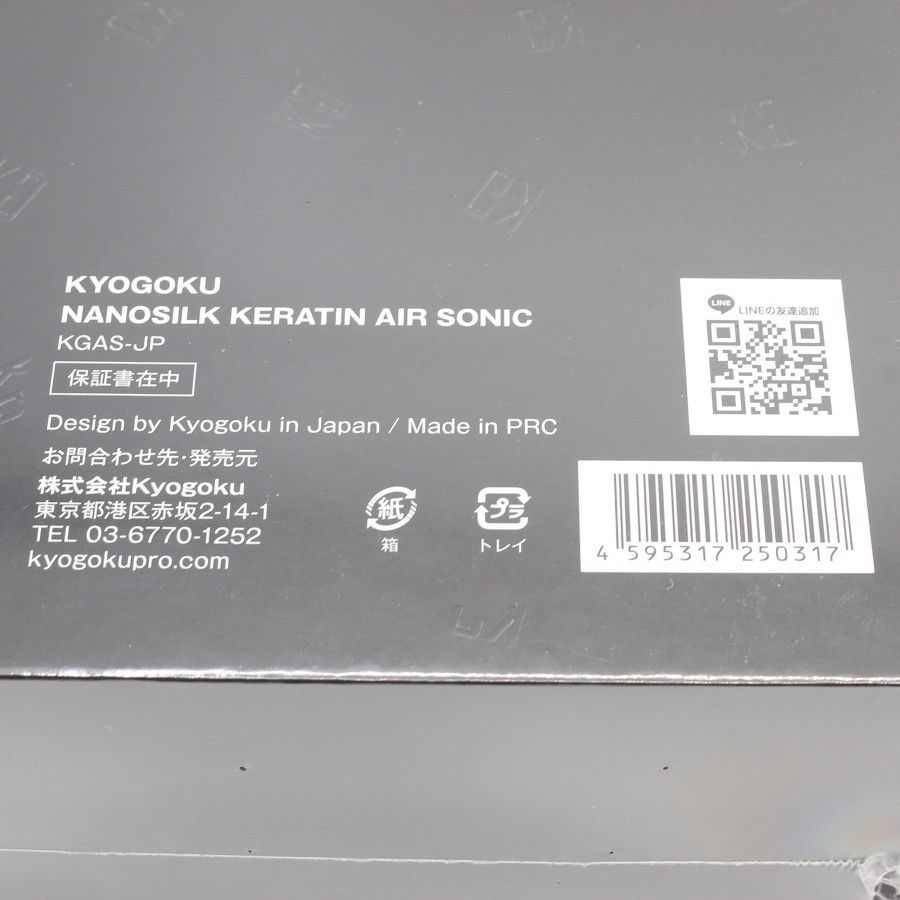 KYOGOKU
NANOSILK KERATIN AIR SONIC
KGAS-JP
保証書在中
Design by Kyogoku in Japan / Made in PRC
お問合わせ先・発売元
株式会社Kyogoku
東京都港区赤坂2-14-1
TEL 03-6770-1252
kyogokupro.com
紙
箱
プラ
トレイ
LINE
LINEの友達追加
4 595317 250317